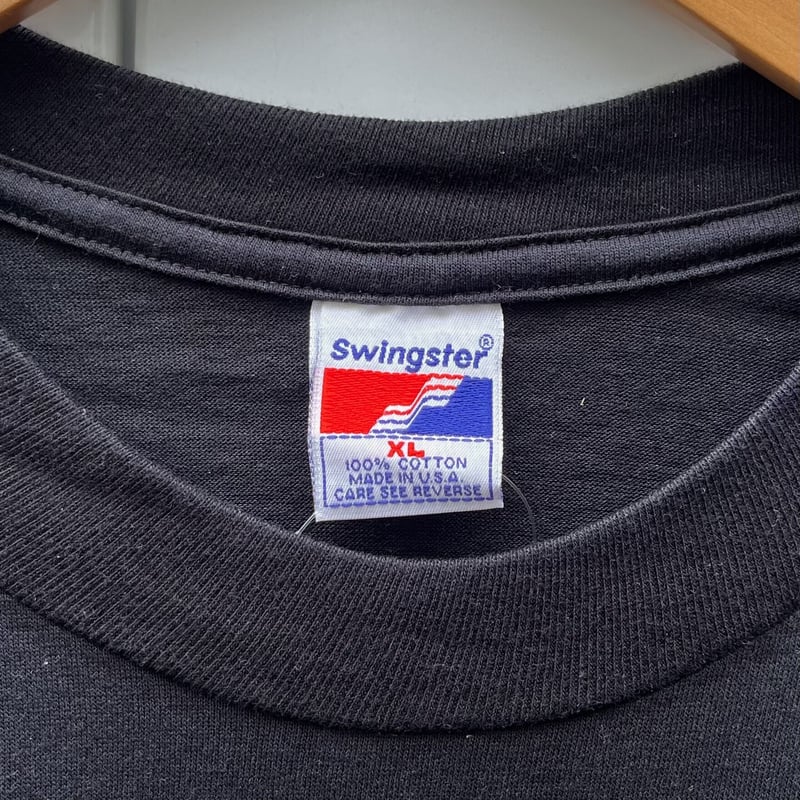 Swingster®
XL
100% COTTON
MADE IN U.S.A.
CARE SEE REVERSE